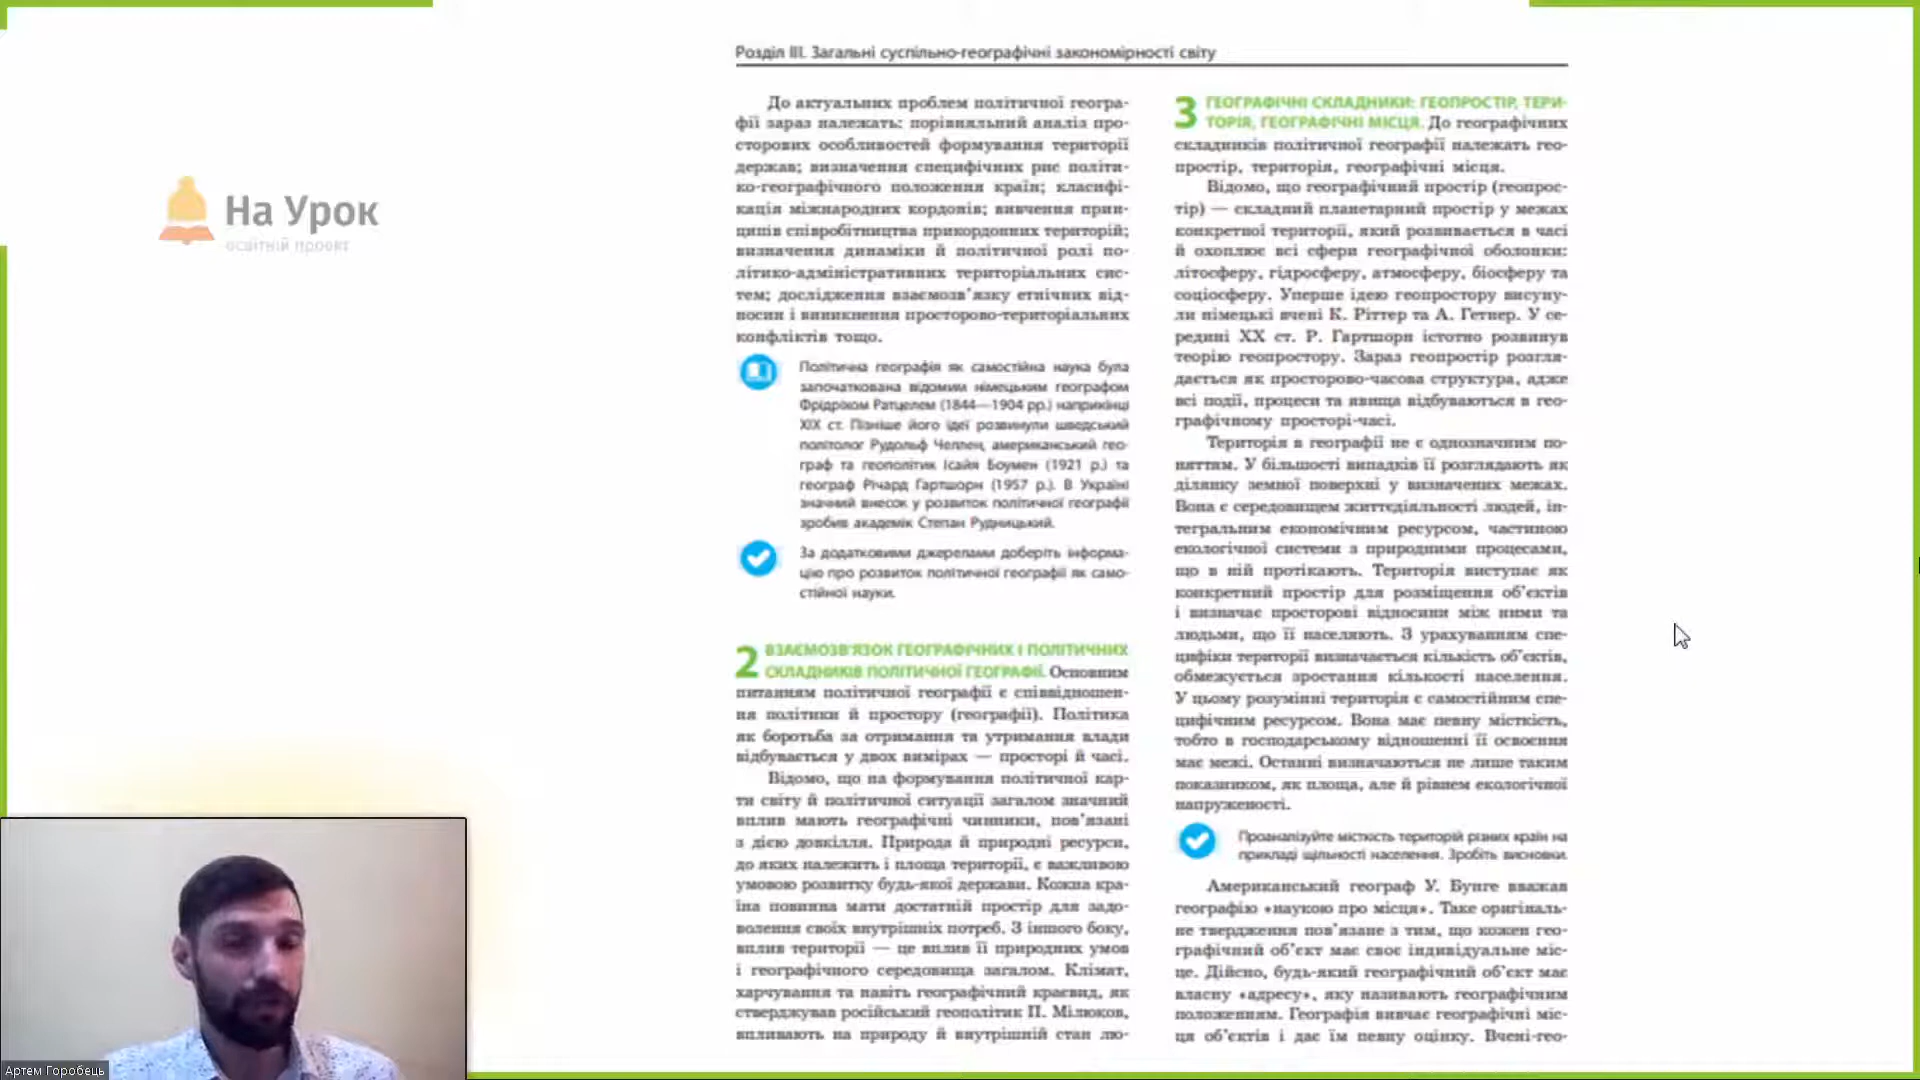 Розділ III. Загальні суспільно-географічні закономірності світу
На Урок
освітній проект
До актуальних проблем політичної геогра-
фії зараз належать: порівняльний аналіз про-
сторових особливостей формування території
держав; визначення специфічних рис політи-
ко-географічного положення країн; класифі-
кація міжнародних кордонів; вивчення прин-
ципів співробітництва прикордонних територій;
визначення динаміки й політичної ролі по-
літико-адміністративних територіальних сис-
тем; дослідження взаємозв’язку етнічних від-
носин і виникнення просторово-територіальних
конфліктів тощо.
Політична географія як самостійна наука була
започаткована відомим німецьким географом
Фрідріхом Ратцелем (1844—1904 рр.) наприкінці
XIX ст. Пізніше його ідеї розвинули шведський
політолог Рудольф Челлен, американський гео-
граф та геополітик Ісайя Боумен (1921 р.) та
географ Річард Гартшорн (1957 р.). В Україні
значний внесок у розвиток політичної географії
зробив академік Степан Рудницький.
За додатковими джерелами доберіть інформа-
цію про розвиток політичної географії як само-
стійної науки.
2 ВЗАЄМОЗВ’ЯЗОК ГЕОГРАФІЧНИХ І ПОЛІТИЧНИХ
СКЛАДНИКІВ ПОЛІТИЧНОЇ ГЕОГРАФІЇ. Основним
питанням політичної географії є співвідношен-
ня політики й простору (географії). Політика
як боротьба за отримання та утримання влади
відбувається у двох вимірах — просторі й часі.
Відомо, що на формування політичної кар-
ти світу й політичної ситуації загалом значний
вплив мають географічні чинники, пов’язані
з дією довкілля. Природа й природні ресурси,
до яких належить і площа території, є важливою
умовою розвитку будь-якої держави. Кожна кра-
їна повинна мати достатній простір для задо-
волення своїх внутрішніх потреб. З іншого боку,
вплив території — це вплив її природних умов
і географічного середовища загалом. Клімат,
харчування та навіть географічний краєвид, як
стверджував російський геополітик П. Мілюков,
впливають на природу й внутрішній стан лю-
3 ГЕОГРАФІЧНІ СКЛАДНИКИ: ГЕОПРОСТІР, ТЕРИ-
ТОРІЯ, ГЕОГРАФІЧНІ МІСЦЯ. До географічних
складників політичної географії належать гео-
простір, територія, географічні місця.
Відомо, що географічний простір (геопрос-
тір) — складний планетарний простір у межах
конкретної території, який розвивається в часі
й охоплює всі сфери географічної оболонки:
літосферу, гідросферу, атмосферу, біосферу та
соціосферу. Уперше ідею геопростору висуну-
ли німецькі вчені К. Ріттер та А. Гетнер. У се-
редині XX ст. Р. Гартшорн істотно розвинув
теорію геопростору. Зараз геопростір розгля-
дається як просторово-часова структура, адже
всі події, процеси та явища відбуваються в гео-
графічному просторі-часі.
Територія в географії не є однозначним по-
няттям. У більшості випадків її розглядають як
ділянку земної поверхні у визначених межах.
Вона є середовищем життєдіяльності людей, ін-
тегральним економічним ресурсом, частиною
екологічної системи з природними процесами,
що в ній протікають. Територія виступає як
конкретний простір для розміщення об’єктів
і визначає просторові відносини між ними та
людьми, що її населяють. З урахуванням спе-
цифіки території визначається кількість об’єктів,
обмежується зростання кількості населення.
У цьому розумінні територія є самостійним спе-
цифічним ресурсом. Вона має певну місткість,
тобто в господарському відношенні її освоєння
має межі. Останні визначаються не лише таким
показником, як площа, але й рівнем екологічної
напруженості.
Проаналізуйте місткість територій різних країн на
прикладі щільності населення. Зробіть висновки.
Американський географ У. Бунге вважав
географію «наукою про місця». Таке оригіналь-
не твердження пов’язане з тим, що кожен гео-
графічний об’єкт має своє індивідуальне міс-
це. Дійсно, будь-який географічний об’єкт має
власну «адресу», яку називають географічним
положенням. Географія вивчає географічні міс-
ця об’єктів і дає їм певну оцінку. Вчені-гео-
Артем Горобець